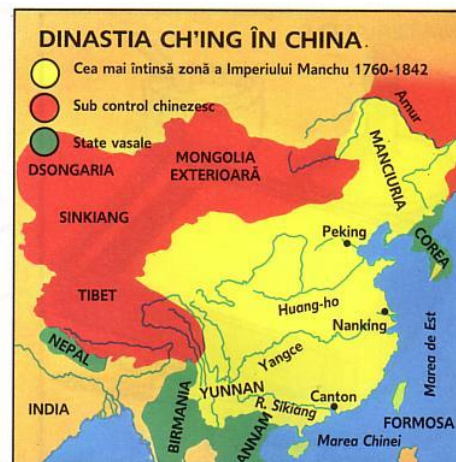 DINASTIA CH'ING ÎN CHINA.
Cea mai întinsă zonă a Imperiului Manchu 1760-1842
Sub control chinezesc
State vasale
Amur
DSONGARIA
MONGOLIA
EXTERIOARĂ
MANCIURIA
SINKIANG
Peking
COREA
TIBET
Huang-ho
Nanking
NEPAL
Yangce
Marea de Est
YUNNAN
INDIA
BIRMANIA
R. Sikiang
Canton
FORMOSA
ANNAM
Marea Chinei